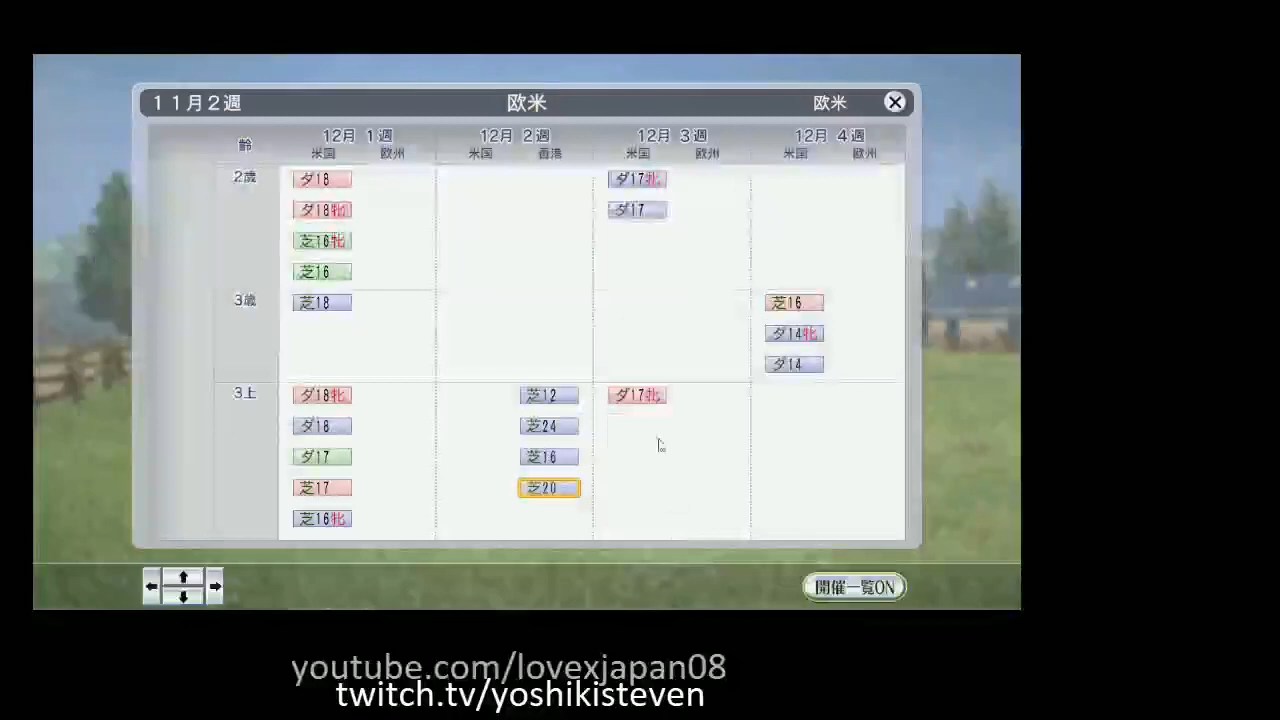 11月2週 欧米 欧米
齢 12月 1週 12月 2週 12月 3週 12月 4週
米国 欧州 米国 香港 米国 欧州 米国 欧州
2歳 ダ18 ダ17牝
ダ18牝 ダ17
芝16牝
芝16
3歳 芝18 芝16
ダ14牝
ダ14
3上 ダ18牝 芝12 ダ17牝
ダ18 芝24
ダ17 芝16
芝17 芝20
芝16牝
開催一覧ON
youtube.com/lovexjapan08
twitch.tv/yoshikisteven